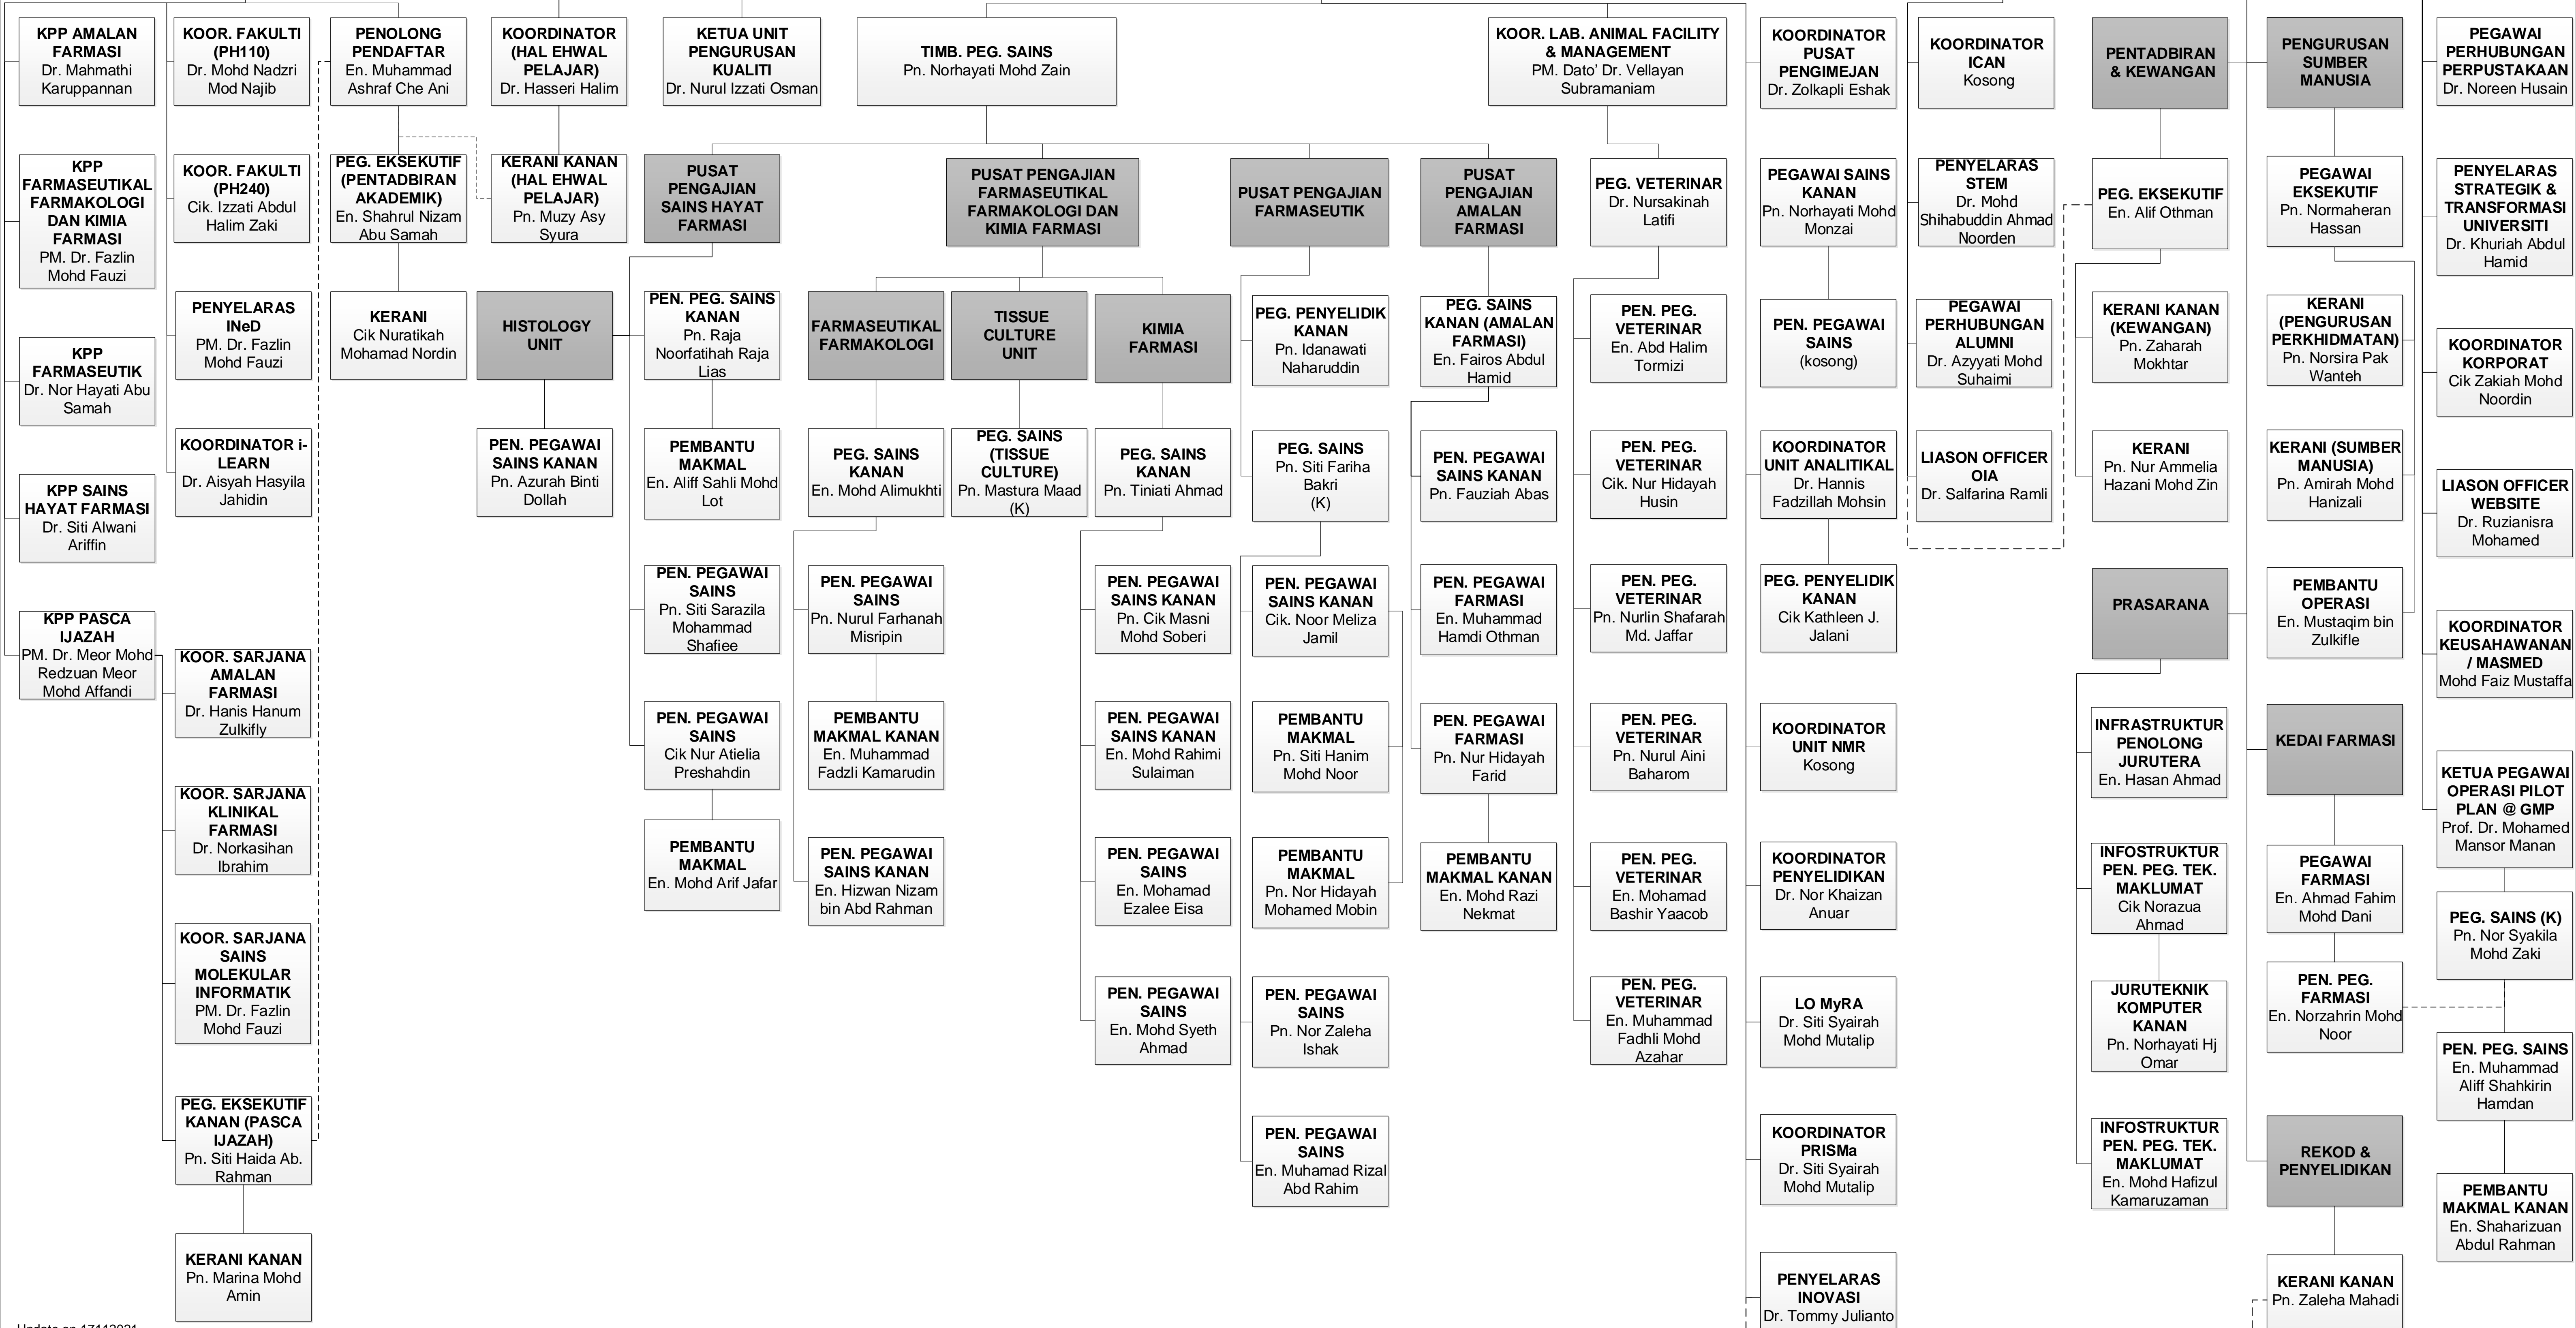 KPP AMALAN
FARMASI
Dr. Mahmathi
Karuppannan
KPP
FARMASEUTIKAL
FARMAKOLOGI
DAN KIMIA
FARMASI
PM. Dr. Fazlin
Mohd Fauzi
KPP
FARMASEUTIK
Dr. Nor Hayati Abu
Samah
KPP SAINS
HAYAT FARMASI
Dr. Siti Alwani
Ariffin
KPP PASCA
IJAZAH
PM. Dr. Meor Mohd
Redzuan Meor
Mohd Affandi
KOOR. FAKULTI
(PH110)
Dr. Mohd Nadzri
Mod Najib
KOOR. FAKULTI
(PH240)
Cik. Izzati Abdul
Halim Zaki
PENYELARAS
INeD
PM. Dr. Fazlin
Mohd Fauzi
KOORDINATOR i-
LEARN
Dr. Aisyah Hasyila
Jahidin
KOOR. SARJANA
AMALAN
FARMASI
Dr. Hanis Hanum
Zulkifly
KOOR. SARJANA
KLINIKAL
FARMASI
Dr. Norkasihan
Ibrahim
KOOR. SARJANA
SAINS
MOLEKULAR
INFORMATIK
PM. Dr. Fazlin
Mohd Fauzi
PEG. EKSEKUTIF
KANAN (PASCA
IJAZAH)
Pn. Siti Haida Ab.
Rahman
KERANI KANAN
Pn. Marina Mohd
Amin
PENOLONG
PENDAFTAR
En. Muhammad
Ashraf Che Ani
PEG. EKSEKUTIF
(PENTADBIRAN
AKADEMIK)
En. Shahrul Nizam
Abu Samah
KERANI
Cik Nuratikah
Mohamad Nordin
KOORDINATOR
(HAL EHWAL
PELAJAR)
Dr. Hasseri Halim
KERANI KANAN
(HAL EHWAL
PELAJAR)
Pn. Muzy Asy
Syura
KETUA UNIT
PENGURUSAN
KUALITI
Dr. Nurul Izzati Osman
TIMB. PEG. SAINS
Pn. Norhayati Mohd Zain
PUSAT
PENGAJIAN
SAINS HAYAT
FARMASI
HISTOLOGY
UNIT
PEN. PEGAWAI
SAINS KANAN
Pn. Azurah Binti
Dollah
PEN. PEG. SAINS
KANAN
Pn. Raja
Noorfatihah Raja
Lias
PEMBANTU
MAKMAL
En. Aliff Sahli Mohd
Lot
PEN. PEGAWAI
SAINS
Pn. Siti Sarazila
Mohammad
Shafiee
PEN. PEGAWAI
SAINS
Cik Nur Atielia
Preshahdin
PEMBANTU
MAKMAL
En. Mohd Arif Jafar
PUSAT PENGAJIAN
FARMASEUTIKAL
FARMAKOLOGI DAN
KIMIA FARMASI
FARMASEUTIKAL
FARMAKOLOGI
PEG. SAINS
KANAN
En. Mohd Alimukhti
PEN. PEGAWAI
SAINS
Pn. Nurul Farhanah
Misripin
PEMBANTU
MAKMAL KANAN
En. Muhammad
Fadzli Kamarudin
PEN. PEGAWAI
SAINS KANAN
En. Hizwan Nizam
bin Abd Rahman
TISSUE
CULTURE
UNIT
PEG. SAINS
(TISSUE
CULTURE)
Pn. Mastura Maad
(K)
KIMIA
FARMASI
PEG. SAINS
KANAN
Pn. Tiniati Ahmad
PEN. PEGAWAI
SAINS KANAN
Pn. Cik Masni
Mohd Soberi
PEN. PEGAWAI
SAINS KANAN
En. Mohd Rahimi
Sulaiman
PEN. PEGAWAI
SAINS
En. Mohamad
Ezalee Eisa
PEN. PEGAWAI
SAINS
En. Mohd Syeth
Ahmad
PUSAT PENGAJIAN
FARMASEUTIK
PEG. PENYELIDIK
KANAN
Pn. Idanawati
Naharuddin
PEG. SAINS
Pn. Siti Fariha
Bakri
(K)
PEN. PEGAWAI
SAINS KANAN
Cik. Noor Meliza
Jamil
PEMBANTU
MAKMAL
Pn. Siti Hanim
Mohd Noor
PEMBANTU
MAKMAL
Pn. Nor Hidayah
Mohamed Mobin
PEN. PEGAWAI
SAINS
Pn. Nor Zaleha
Ishak
PEN. PEGAWAI
SAINS
En. Muhamad Rizal
Abd Rahim
PUSAT
PENGAJIAN
AMALAN
FARMASI
PEG. SAINS
KANAN (AMALAN
FARMASI)
En. Fairos Abdul
Hamid
PEN. PEGAWAI
SAINS KANAN
Pn. Fauziah Abas
PEN. PEGAWAI
FARMASI
En. Muhammad
Hamdi Othman
PEN. PEGAWAI
FARMASI
Pn. Nur Hidayah
Farid
PEMBANTU
MAKMAL KANAN
En. Mohd Razi
Nekmat
KOOR. LAB. ANIMAL FACILITY
& MANAGEMENT
PM. Dato' Dr. Vellayan
Subramaniam
PEG. VETERINAR
Dr. Nursakinah
Latifi
PEN. PEG.
VETERINAR
En. Abd Halim
Tormizi
PEN. PEG.
VETERINAR
Cik. Nur Hidayah
Husin
PEN. PEG.
VETERINAR
Pn. Nurlin Shafarah
Md. Jaffar
PEN. PEG.
VETERINAR
Pn. Nurul Aini
Baharom
PEN. PEG.
VETERINAR
En. Mohamad
Bashir Yaacob
PEN. PEG.
VETERINAR
En. Muhammad
Fadhli Mohd
Azahar
KOORDINATOR
PUSAT
PENGIMEJAN
Dr. Zolkapli Eshak
PEGAWAI SAINS
KANAN
Pn. Norhayati Mohd
Monzai
PEN. PEGAWAI
SAINS
(kosong)
KOORDINATOR
UNIT ANALITIKAL
Dr. Hannis
Fadzillah Mohsin
PEG. PENYELIDIK
KANAN
Cik Kathleen J.
Jalani
KOORDINATOR
UNIT NMR
Kosong
KOORDINATOR
PENYELIDIKAN
Dr. Nor Khaizan
Anuar
LO MyRA
Dr. Siti Syairah
Mohd Mutalip
KOORDINATOR
PRISMa
Dr. Siti Syairah
Mohd Mutalip
PENYELARAS
INOVASI
Dr. Tommy Julianto
KOORDINATOR
ICAN
Kosong
PENYELARAS
STEM
Dr. Mohd
Shihabuddin Ahmad
Noorden
PEGAWAI
PERHUBUNGAN
ALUMNI
Dr. Azyyati Mohd
Suhaimi
LIASON OFFICER
OIA
Dr. Salfarina Ramli
PENTADBIRAN
& KEWANGAN
PEG. EKSEKUTIF
En. Alif Othman
KERANI KANAN
(KEWANGAN)
Pn. Zaharah
Mokhtar
KERANI
Pn. Nur Ammelia
Hazani Mohd Zin
PRASARANA
INFRASTRUKTUR
PENOLONG
JURUTERA
En. Hasan Ahmad
INFOSTRUKTUR
PEN. PEG. TEK.
MAKLUMAT
Cik Norazua
Ahmad
JURUTEKNIK
KOMPUTER
KANAN
Pn. Norhayati Hj
Omar
INFOSTRUKTUR
PEN. PEG. TEK.
MAKLUMAT
En. Mohd Hafizul
Kamaruzaman
PENGURUSAN
SUMBER
MANUSIA
PEGAWAI
EKSEKUTIF
Pn. Normaheran
Hassan
KERANI
(PENGURUSAN
PERKHIDMATAN)
Pn. Norsira Pak
Wanteh
KERANI (SUMBER
MANUSIA)
Pn. Amirah Mohd
Hanizali
PEMBANTU
OPERASI
En. Mustaqim bin
Zulkifle
KEDAI FARMASI
PEGAWAI
FARMASI
En. Ahmad Fahim
Mohd Dani
PEN. PEG.
FARMASI
En. Norzahrin Mohd
Noor
REKOD &
PENYELIDIKAN
KERANI KANAN
Pn. Zaleha Mahadi
PEGAWAI
PERHUBUNGAN
PERPUSTAKAAN
Dr. Noreen Husain
PENYELARAS
STRATEGIK &
TRANSFORMASI
UNIVERSITI
Dr. Khuriah Abdul
Hamid
KOORDINATOR
KORPORAT
Cik Zakiah Mohd
Noordin
LIASON OFFICER
WEBSITE
Dr. Ruzianisra
Mohamed
KOORDINATOR
KEUSAHAWANAN
/ MASMED
Mohd Faiz Mustaffa
KETUA PEGAWAI
OPERASI PILOT
PLAN @ GMP
Prof. Dr. Mohamed
Mansor Manan
PEG. SAINS (K)
Pn. Nor Syakila
Mohd Zaki
PEN. PEG. SAINS
En. Muhammad
Aliff Shahkirin
Hamdan
PEMBANTU
MAKMAL KANAN
En. Shaharizuan
Abdul Rahman